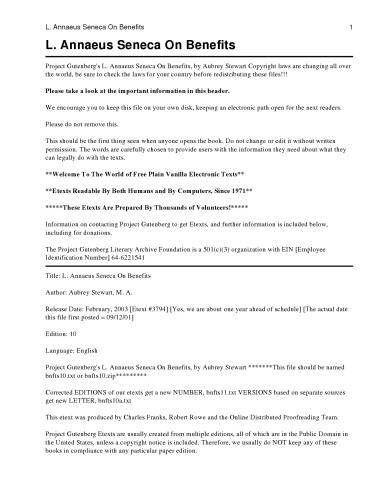 L. Annaeus Seneca On Benefits 1
L. Annaeus Seneca On Benefits
Project Gutenberg's L. Annaeus Seneca On Benefits, by Aubrey Stewart Copyright laws are changing all over
the world, be sure to check the laws for your country before redistributing these files!!!
Please take a look at the important information in this header.
We encourage you to keep this file on your own disk, keeping an electronic path open for the next readers.
Please do not remove this.
This should be the first thing seen when anyone opens the book. Do not change or edit it without written
permission. The words are carefully chosen to provide users with the information they need about what they
can legally do with the texts.
**Welcome To The World of Free Plain Vanilla Electronic Texts**
**Etexts Readable By Both Humans and By Computers, Since 1971**
*****These Etexts Are Prepared By Thousands of Volunteers!*****
Information on contacting Project Gutenberg to get Etexts, and further information is included below,
including for donations.
The Project Gutenberg Literary Archive Foundation is a 501(c)(3) organization with EIN [Employee
Identification Number] 64-6221541
Title: L. Annaeus Seneca On Benefits
Author: Aubrey Stewart, M. A.
Release Date: February, 2003 [Etext #3794] [Yes, we are about one year ahead of schedule] [The actual date
this file first posted = 09/12/01]
Edition: 10
Language: English
Project Gutenberg's L. Annaeus Seneca On Benefits, by Aubrey Stewart *******This file should be named
bnfts10.txt or bnfts10.zip*********
Corrected EDITIONS of our etexts get a new NUMBER, bnfts11.txt VERSIONS based on separate sources
get new LETTER, bnfts10a.txt
This etext was produced by Charles Franks, Robert Rowe and the Online Distributed Proofreading Team.
Project Gutenberg Etexts are usually created from multiple editions, all of which are in the Public Domain in
the United States, unless a copyright notice is included. Therefore, we usually do NOT keep any of these
books in compliance with any particular paper edition.